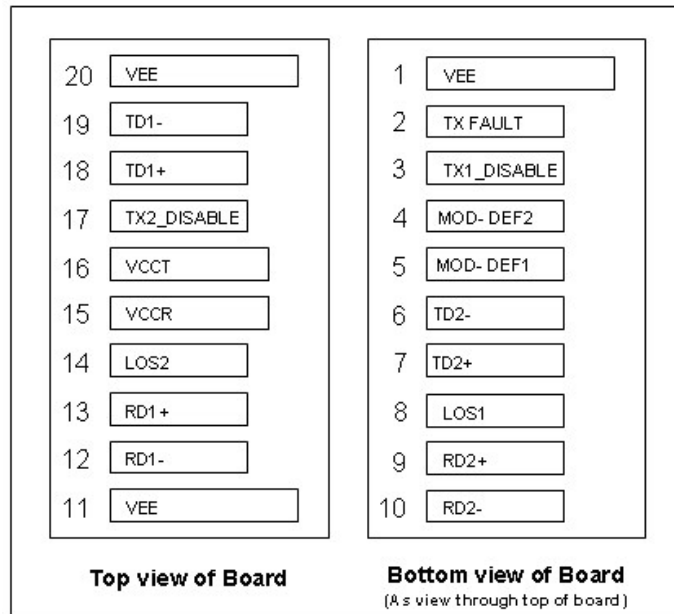 20 VEE
19 TD1-
18 TD1+
17 TX2_DISABLE
16 VCCT
15 VCCR
14 LOS2
13 RD1+
12 RD1-
11 VEE
Top view of Board
1 VEE
2 TX FAULT
3 TX1_DISABLE
4 MOD- DEF2
5 MOD- DEF1
6 TD2-
7 TD2+
8 LOS1
9 RD2+
10 RD2-
Bottom view of Board
(As view through top of board)